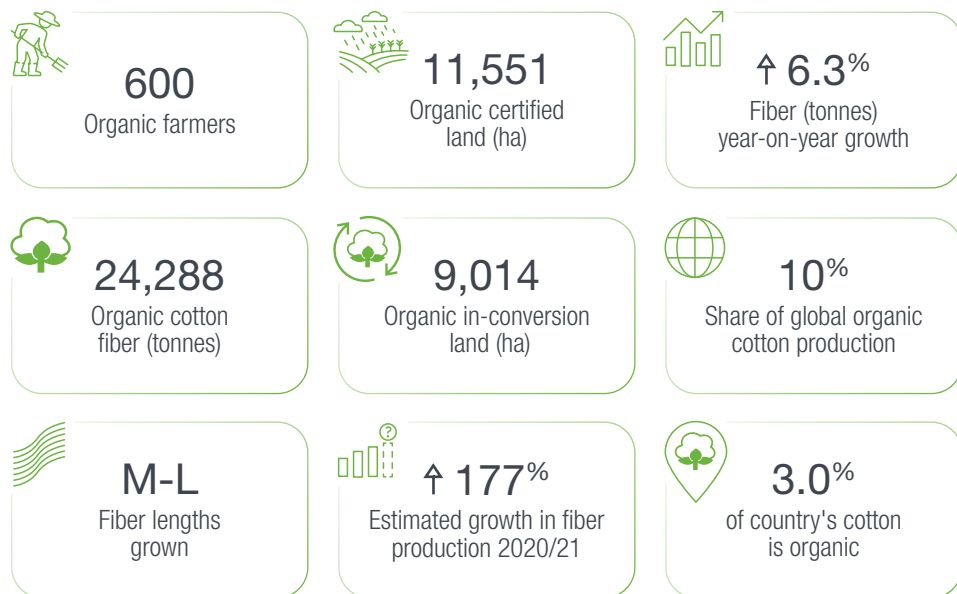 600
Organic farmers
11,551
Organic certified
land (ha)
6.3%
Fiber (tonnes)
year-on-year growth
24,288
Organic cotton
fiber (tonnes)
9,014
Organic in-conversion
land (ha)
10%
Share of global organic
cotton production
M-L
Fiber lengths
grown
?
177%
Estimated growth in fiber
production 2020/21
3.0%
of country's cotton
is organic